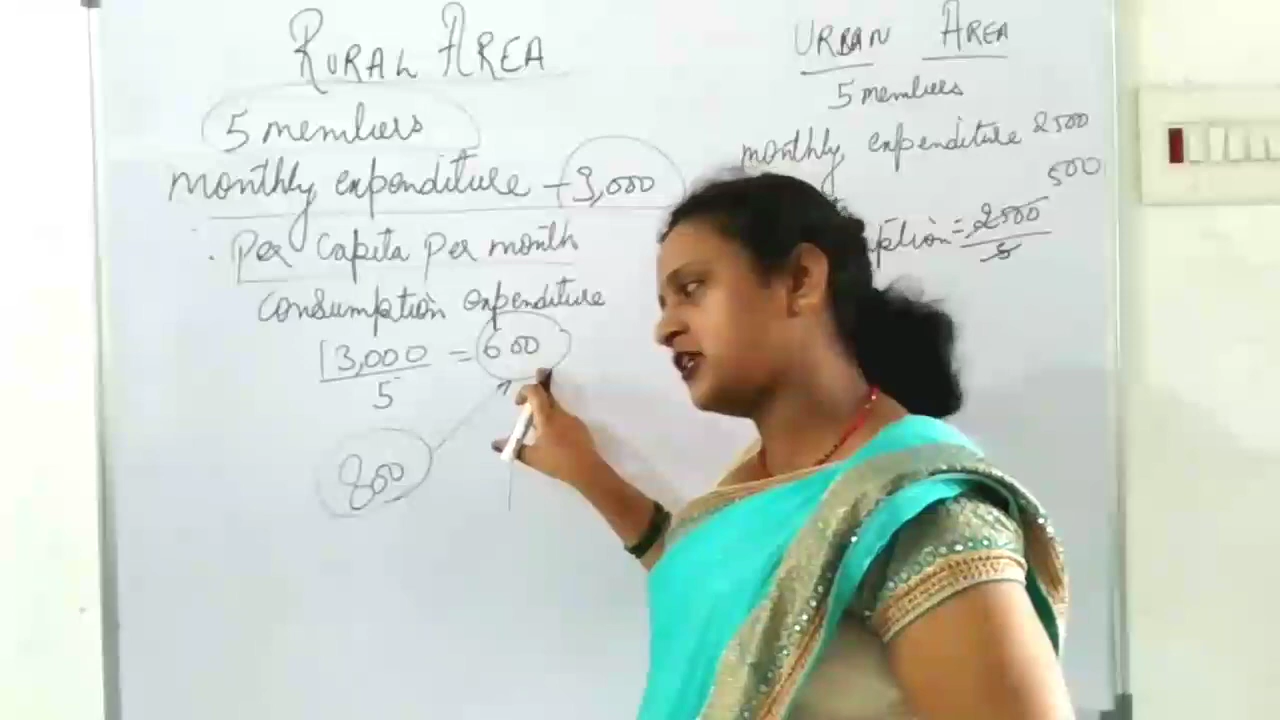 RURAL AREA
5 members
monthly expenditure - 3,000
Per Capita Per month
Consumption expenditure
3,000 = 600
5
800
URBAN AREA
5 members
monthly expenditure 2500
500
ption = 2500
5